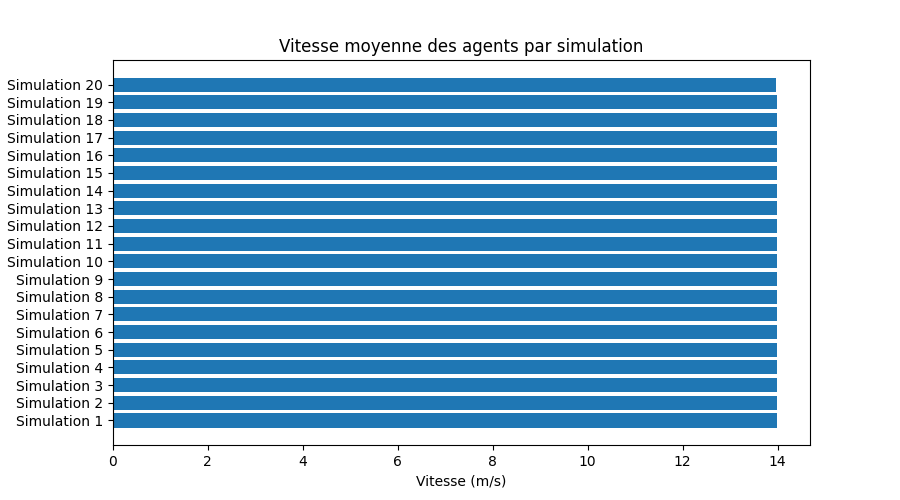 Vitesse moyenne des agents par simulation
Simulation 20
Simulation 19
Simulation 18
Simulation 17
Simulation 16
Simulation 15
Simulation 14
Simulation 13
Simulation 12
Simulation 11
Simulation 10
Simulation 9
Simulation 8
Simulation 7
Simulation 6
Simulation 5
Simulation 4
Simulation 3
Simulation 2
Simulation 1
0 2 4 6 8 10 12 14
Vitesse (m/s)